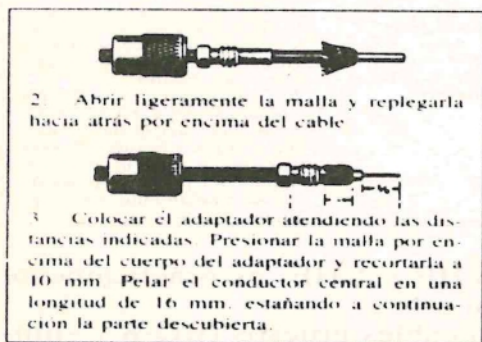 2) Abrir ligeramente la malla y replegarla
hacia atrás por encima del cable
3 Colocar el adaptador atendiendo las dis-
tancias indicadas. Presionar la malla por en-
cima del cuerpo del adaptador y recortarla a
10 mm. Pelar el conductor central en una
longitud de 16 mm. estañando a continua-
ción la parte descubierta.